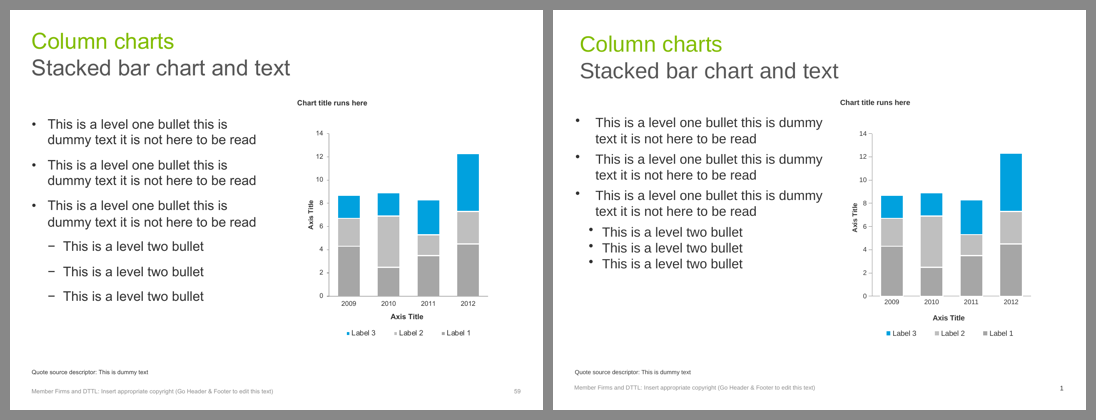 Column charts
Stacked bar chart and text
Chart title runs here
• This is a level one bullet this is
dummy text it is not here to be read
• This is a level one bullet this is
dummy text it is not here to be read
• This is a level one bullet this is
dummy text it is not here to be read
– This is a level two bullet
– This is a level two bullet
– This is a level two bullet
14
12
10
8
6
4
2
0
Axis Title
2009 2010 2011 2012
Axis Title
Label 3 Label 2 Label 1
Quote source descriptor: This is dummy text
Member Firms and DTTL: Insert appropriate copyright (Go Header & Footer to edit this text) 59
Column charts
Stacked bar chart and text
Chart title runs here
• This is a level one bullet this is dummy
text it is not here to be read
• This is a level one bullet this is dummy
text it is not here to be read
• This is a level one bullet this is dummy
text it is not here to be read
• This is a level two bullet
• This is a level two bullet
• This is a level two bullet
14
12
10
8
6
4
2
0
Axis Title
2009 2010 2011 2012
Axis Title
Label 3 Label 2 Label 1
Quote source descriptor: This is dummy text
Member Firms and DTTL: Insert appropriate copyright (Go Header & Footer to edit this text) 1